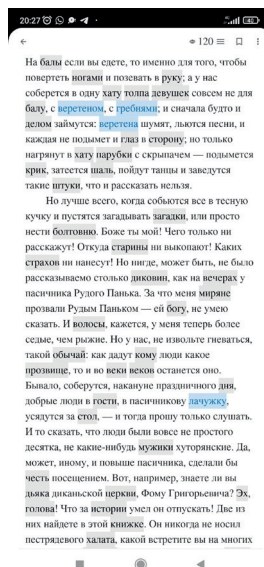 20:27
120
На балы если вы едете, то именно для того, чтобы
повертеть ногами и позевать в руку; а у нас
соберется в одну хату толпа девушек совсем не для
балу, с веретеном, с гребнями; и сначала будто и
делом займутся: веретена шумят, льются песни, и
каждая не подымет и глаз в сторону; но только
нагрянут в хату парубки с скрыпачем — подымется
крик, затеется шаль, пойдут танцы и заведутся
такие штуки, что и рассказать нельзя.
Но лучше всего, когда собьются все в тесную
кучку и пустятся загадывать загадки, или просто
нести болтовню. Боже ты мой! Чего только ни
расскажут! Откуда старины ни выкопают! Каких
страхов ни нанесут! Но нигде, может быть, не было
рассказываемо столько диковин, как на вечерах у
пасичника Рудого Панька. За что меня миряне
прозвали Рудым Паньком — ей богу, не умею
сказать. И волосы, кажется, у меня теперь более
седые, чем рыжие. Но у нас, не извольте гневаться,
такой обычай: как дадут кому люди какое
прозвище, то и во веки веков останется оно.
Бывало, соберутся, накануне праздничного дня,
добрые люди в гости, в пасичникову лачужку,
усядутся за стол, — и тогда прошу только слушать.
И то сказать, что люди были вовсе не простого
десятка, не какие-нибудь мужики хуторянские. Да,
может, иному, и повыше пасичника, сделали бы
честь посещением. Вот, например, знаете ли вы
дьяка диканьской церкви, Фому Григорьевича? Эх,
голова! Что за истории умел он отпускать! Две из
них найдете в этой книжке. Он никогда не носил
пестрядевого халата, какой встретите вы на многих